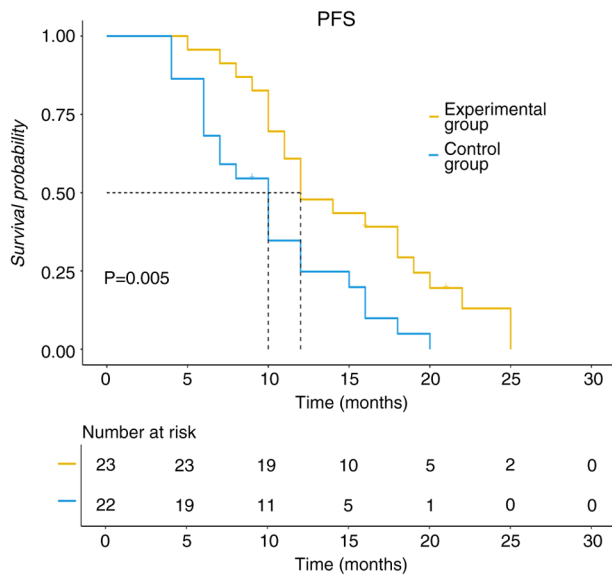 PFS
1.00
0.75
0.50
0.25
0.00
Survival probability
Experimental
group
Control
group
P=0.005
0 5 10 15 20 25 30
Time (months)
Number at risk
23 23 19 10 5 2 0
22 19 11 5 1 0 0
0 5 10 15 20 25 30
Time (months)